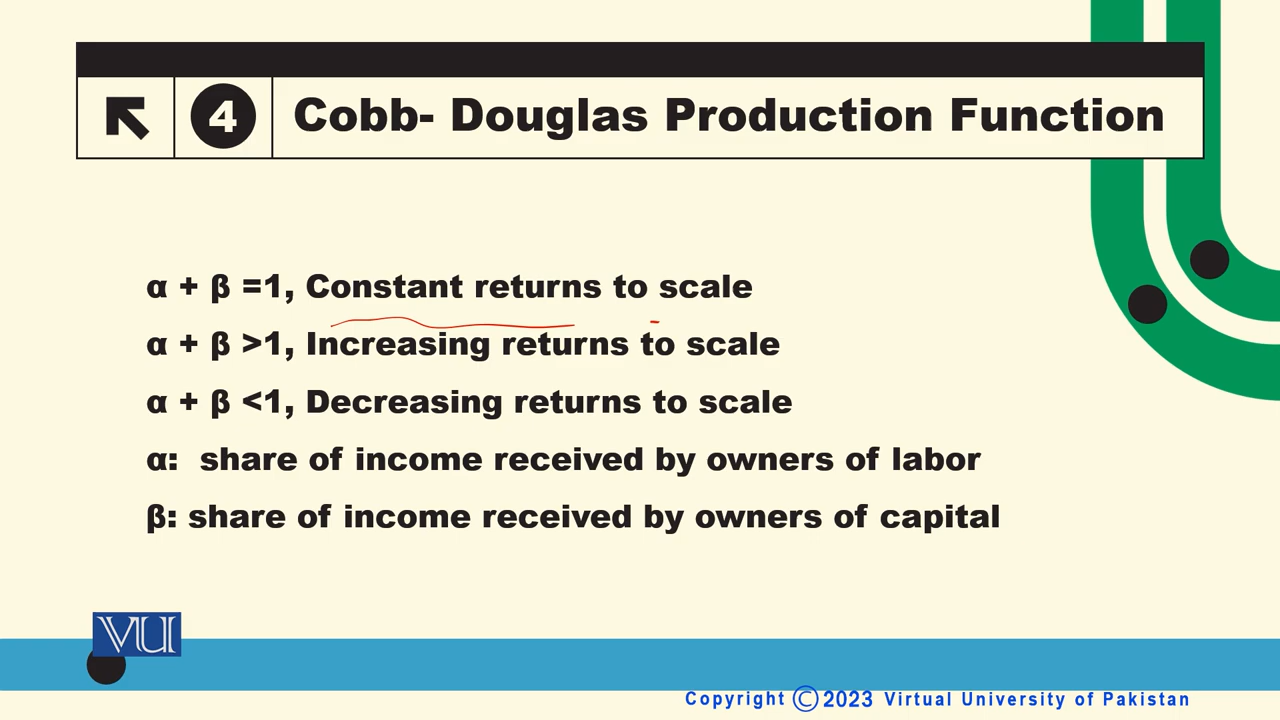 4
Cobb- Douglas Production Function
α + β =1, Constant returns to scale
α + β >1, Increasing returns to scale
α + β <1, Decreasing returns to scale
α:  share of income received by owners of labor
β: share of income received by owners of capital
VU
Copyright ©2023 Virtual University of Pakistan